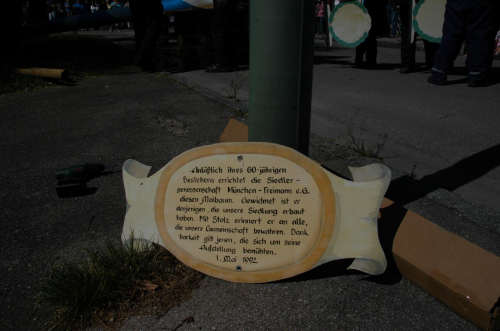 Anläßlich ihres 60-jährigen
Bestehens errichtet die Siedler-
genossenschaft München-Freimann e.G.
diesen Maibaum. Gewidmet ist er
denjenigen, die unsere Siedlung erbaut
haben. Mit Stolz erinnert er an alle,
die unsere Gemeinschaft bewahren. Dank-
barkeit gilt jenen, die sich um seine
Aufstellung bemühten.
1. Mai 1992